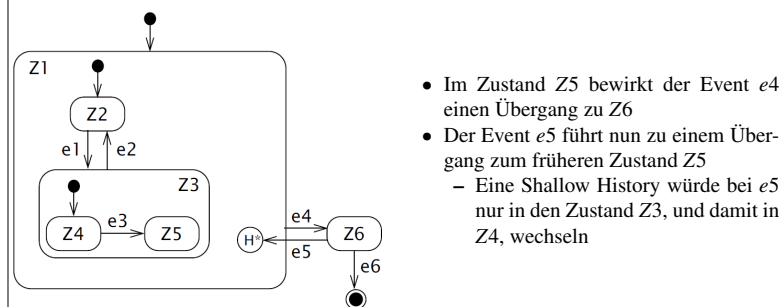 Z1
Z2
e1
e2
Z3
Z4
e3
Z5
H*
e4
e5
Z6
e6
• Im Zustand Z5 bewirkt der Event e4
einen Übergang zu Z6
• Der Event e5 führt nun zu einem Über-
gang zum früheren Zustand Z5
– Eine Shallow History würde bei e5
nur in den Zustand Z3, und damit in
Z4, wechseln